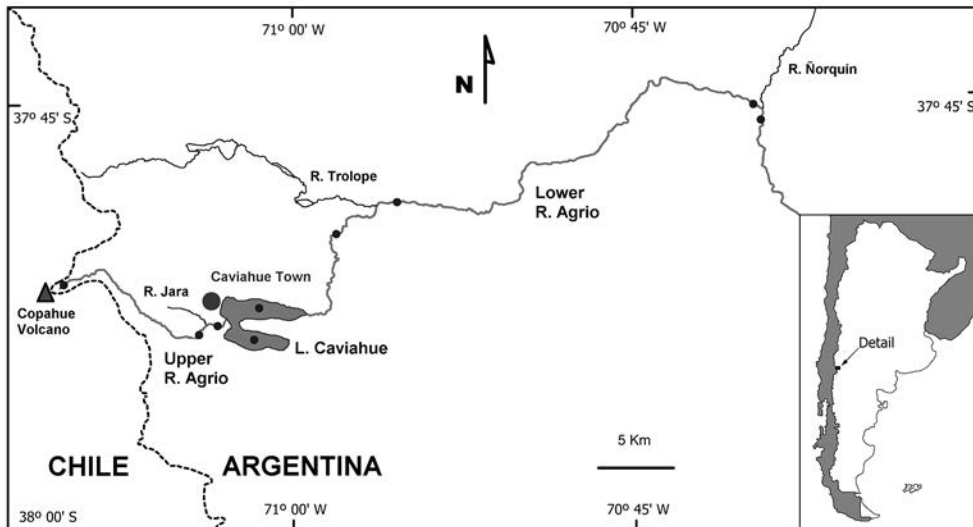 71º 00' W
70º 45' W
N
R. Ñorquín
37º 45' S
37º 45' S
R. Trolope
Lower
R. Agrio
Caviahue Town
R. Jara
Copahue
Volcano
Upper
R. Agrio
L. Caviahue
Detail
5 Km
CHILE
ARGENTINA
38º 00' S
71º 00' W
70º 45' W